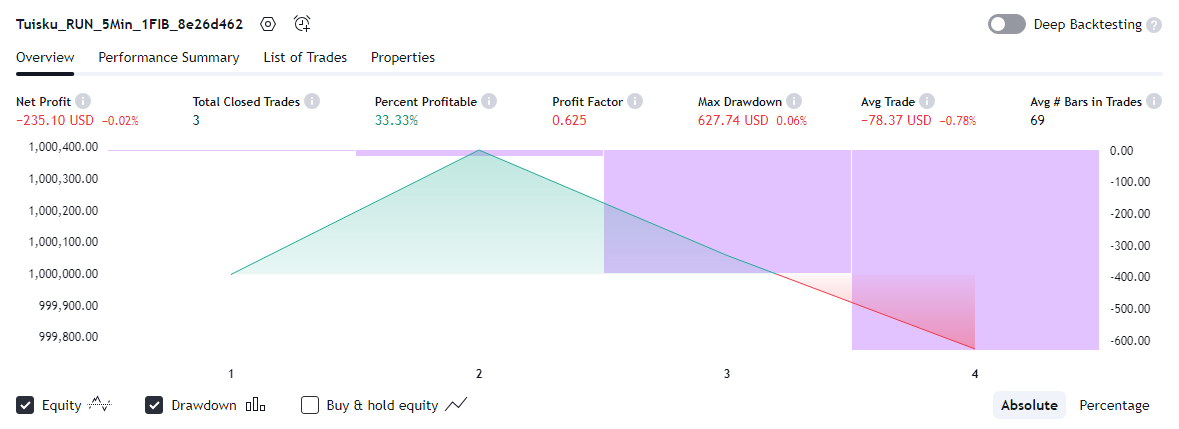 Tuisku_RUN_5Min_1FIB_8e26d462
Deep Backtesting ?
Overview Performance Summary List of Trades Properties
Net Profit i Total Closed Trades i Percent Profitable i Profit Factor i Max Drawdown i Avg Trade i Avg # Bars in Trades i
−235.10 USD −0.02% 3 33.33% 0.625 627.74 USD 0.06% −78.37 USD −0.78% 69
1,000,400.00 0.00
1,000,300.00 -100.00
1,000,200.00 -200.00
1,000,100.00 -300.00
1,000,000.00 -400.00
999,900.00 -500.00
999,800.00 -600.00
1 2 3 4
Equity Drawdown Buy & hold equity Absolute Percentage